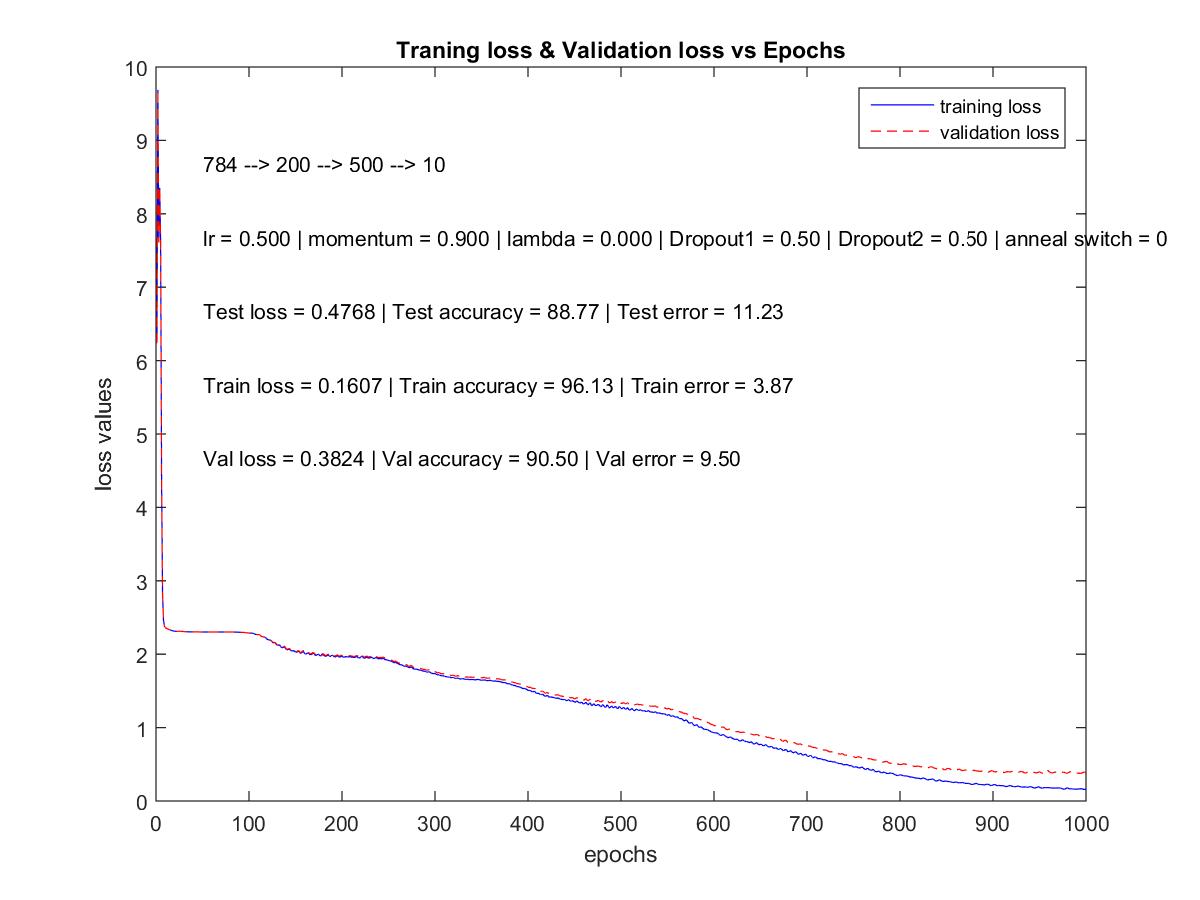 Traning loss & Validation loss vs Epochs
10
9
8
7
6
5
4
3
2
1
0
loss values
training loss
validation loss
784 --> 200 --> 500 --> 10
lr = 0.500 | momentum = 0.900 | lambda = 0.000 | Dropout1 = 0.50 | Dropout2 = 0.50 | anneal switch = 0
Test loss = 0.4768 | Test accuracy = 88.77 | Test error = 11.23
Train loss = 0.1607 | Train accuracy = 96.13 | Train error = 3.87
Val loss = 0.3824 | Val accuracy = 90.50 | Val error = 9.50
0 100 200 300 400 500 600 700 800 900 1000
epochs